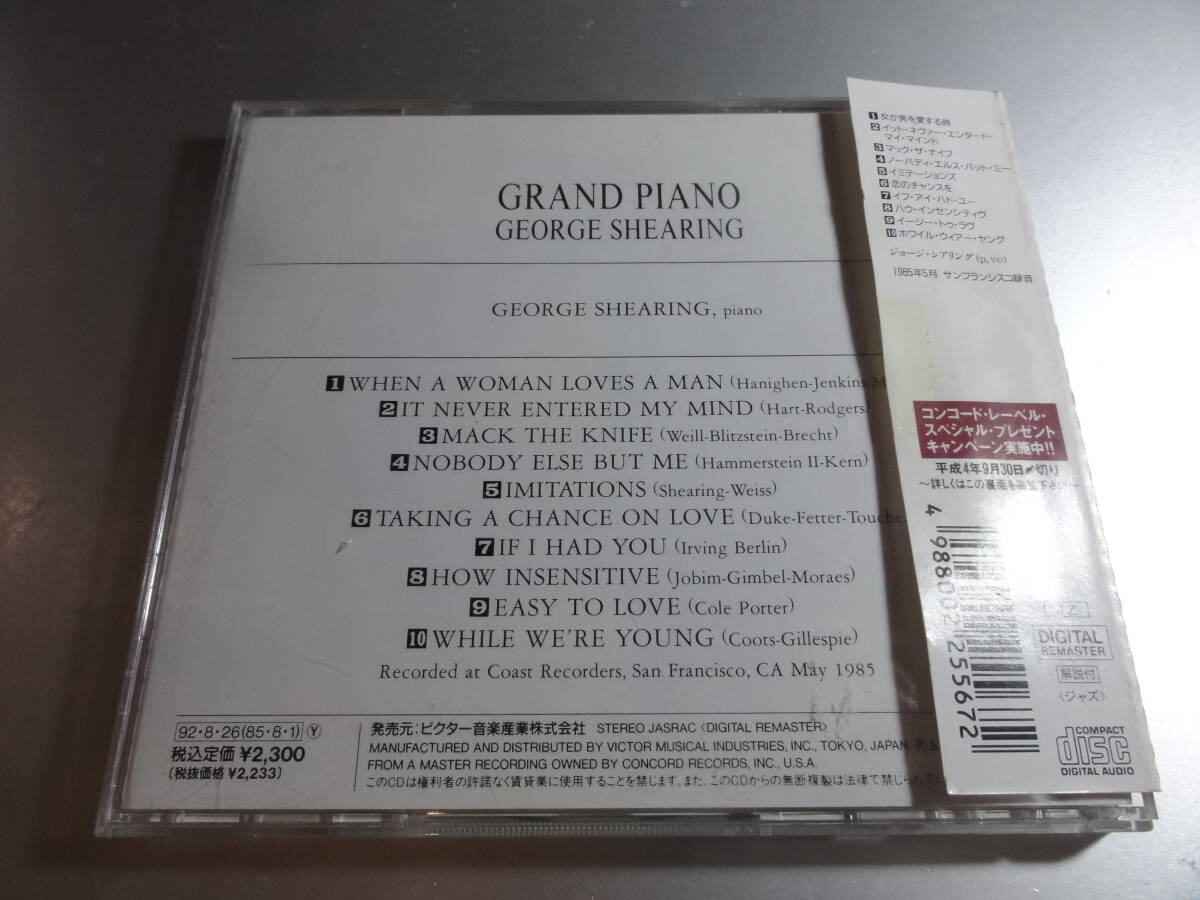 GRAND PIANO
GEORGE SHEARING
GEORGE SHEARING, piano
1 WHEN A WOMAN LOVES A MAN (Hanighen-Jenkins-M
2 IT NEVER ENTERED MY MIND (Hart-Rodgers)
3 MACK THE KNIFE (Weill-Blitzstein-Brecht)
4 NOBODY ELSE BUT ME (Hammerstein II-Kern)
5 IMITATIONS (Shearing-Weiss)
6 TAKING A CHANCE ON LOVE (Duke-Fetter-Touche
7 IF I HAD YOU (Irving Berlin)
8 HOW INSENSITIVE (Jobim-Gimbel-Moraes)
9 EASY TO LOVE (Cole Porter)
10 WHILE WE'RE YOUNG (Coots-Gillespie)
Recorded at Coast Recorders, San Francisco, CA May 1985
92・8・26(85・8・1) Ⓨ
税込定価 ¥2,300
(税抜価格 ¥2,233)
発売元:ビクター音楽産業株式会社 STEREO JASRAC 〈DIGITAL REMASTER〉
MANUFACTURED AND DISTRIBUTED BY VICTOR MUSICAL INDUSTRIES, INC., TOKYO, JAPAN. Ⓟ &
FROM A MASTER RECORDING OWNED BY CONCORD RECORDS, INC., U.S.A.
このCDは権利者の許諾なく賃貸業に使用することを禁じます。また、このCDからの無断複製は法律で禁じられてい
1 女が男を愛する時
2 イット・ネヴァー・エンタード・
マイ・マインド
3 マック・ザ・ナイフ
4 ノーバディ・エルス・バット・ミー
5 イミテーションズ
6 恋のチャンスを
7 イフ・アイ・ハド・ユー
8 ハウ・インセンシティヴ
9 イージー・トゥ・ラヴ
10 ホワイル・ウィアー・ヤング
ジョージ・シアリング(p,vo)
1985年5月 サンフランシスコ録音
コンコード・レーベル・
スペシャル・プレゼント
キャンペーン実施中!!
平成4年9月30日〆切り
~詳しくはこの裏面を御覧下さい~
4 98800 255672
DIGITAL
REMASTER
解説付
〈ジャズ〉
COMPACT
disc
DIGITAL AUDIO